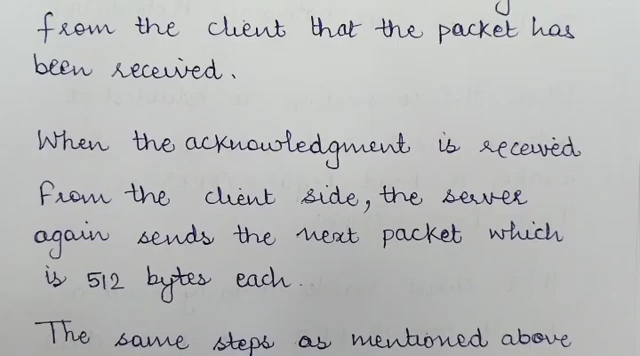 from the client that the packet has
been received.
When the acknowledgment is received
from the client side, the server
again sends the next packet which
is 512 bytes each.
The same steps as mentioned above